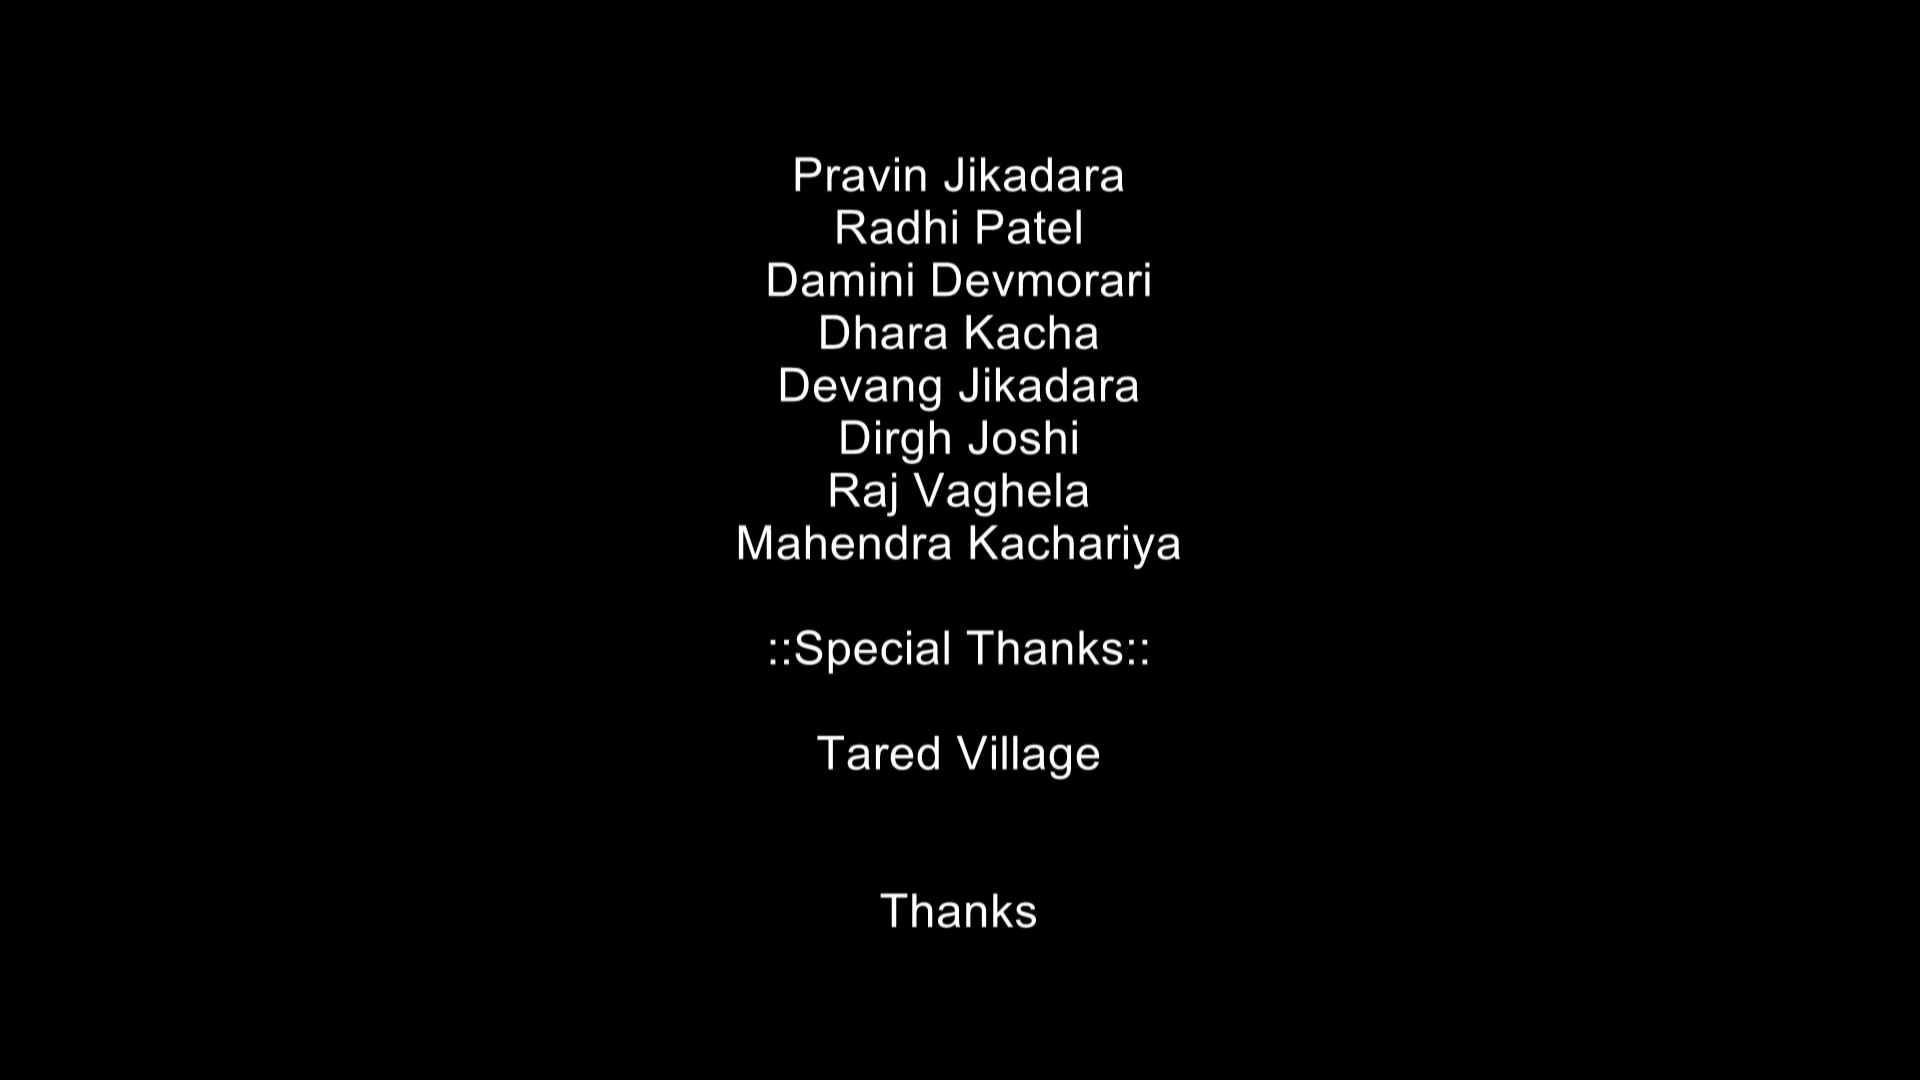 Pravin Jikadara
Radhi Patel
Damini Devmorari
Dhara Kacha
Devang Jikadara
Dirgh Joshi
Raj Vaghela
Mahendra Kachariya
::Special Thanks::
Tared Village
Thanks